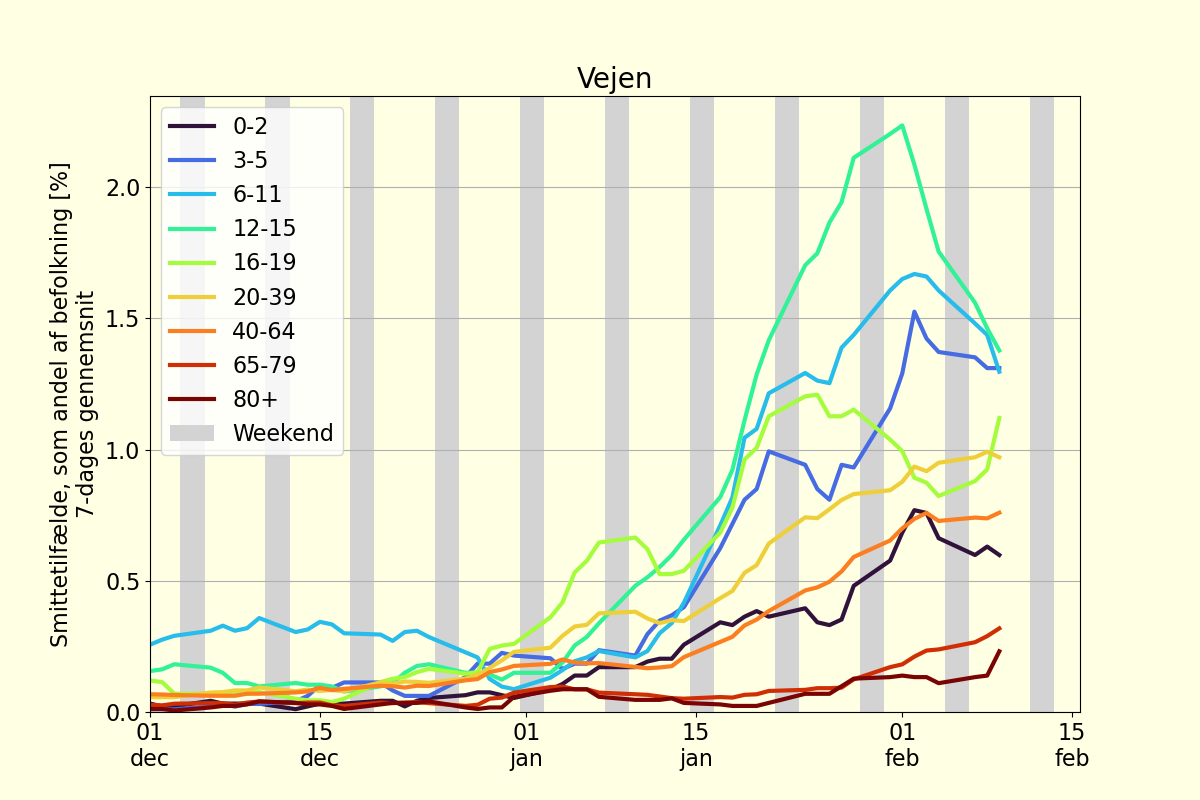 Vejen
Smittetilfælde, som andel af befolkning [%]
7-dages gennemsnit
2.0
1.5
1.0
0.5
0.0
0-2
3-5
6-11
12-15
16-19
20-39
40-64
65-79
80+
Weekend
01 15 01 15 01 15
dec dec jan jan feb feb